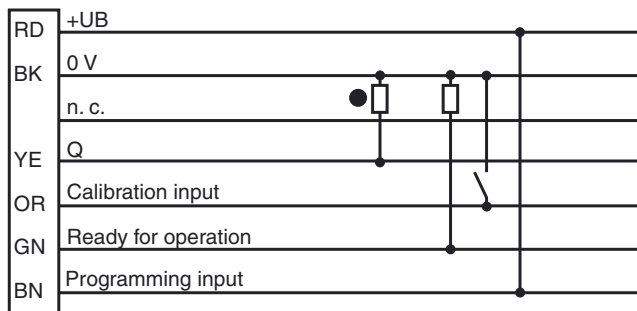 RD +UB
BK 0 V
n. c.
YE Q
OR Calibration input
GN Ready for operation
BN Programming input